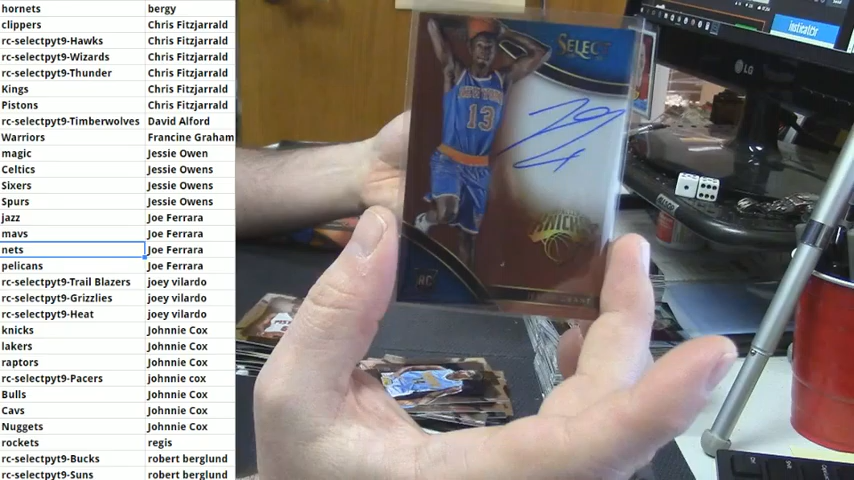 hornets bergy
clippers Chris Fitzjarrald
rc-selectpyt9-Hawks Chris Fitzjarrald
rc-selectpyt9-Wizards Chris Fitzjarrald
rc-selectpyt9-Thunder Chris Fitzjarrald
Kings Chris Fitzjarrald
Pistons Chris Fitzjarrald
rc-selectpyt9-Timberwolves David Alford
Warriors Francine Graham
magic Jessie Owen
Celtics Jessie Owens
Sixers Jessie Owens
Spurs Jessie Owens
jazz Joe Ferrara
mavs Joe Ferrara
nets Joe Ferrara
pelicans Joe Ferrara
rc-selectpyt9-Trail Blazers joey vilardo
rc-selectpyt9-Grizzlies joey vilardo
rc-selectpyt9-Heat joey vilardo
knicks Johnnie Cox
lakers Johnnie Cox
raptors Johnnie Cox
rc-selectpyt9-Pacers johnnie cox
Bulls Johnnie Cox
Cavs Johnnie Cox
Nuggets Johnnie Cox
rockets regis
rc-selectpyt9-Bucks robert berglund
rc-selectpyt9-Suns robert berglund
SELECT
NEW YORK
13
KNICKS
RC
LG